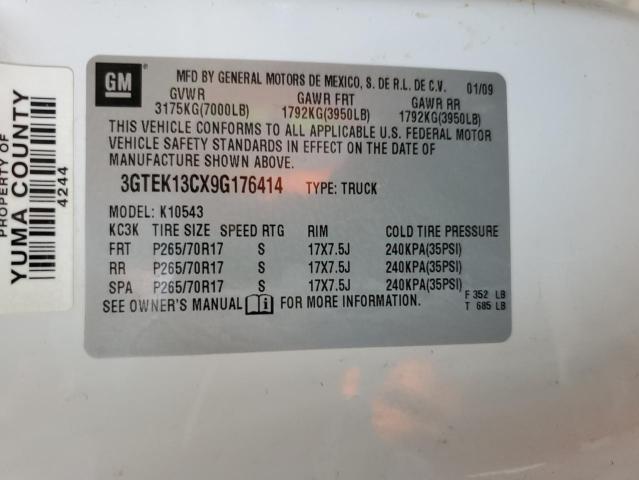 PROPERTY OF
YUMA COUNTY
4244
GM
MFD BY GENERAL MOTORS DE MEXICO, S. DE R.L. DE C.V. 01/09
GVWR GAWR FRT GAWR RR
3175KG(7000LB) 1792KG(3950LB) 1792KG(3950LB)
THIS VEHICLE CONFORMS TO ALL APPLICABLE U.S. FEDERAL MOTOR
VEHICLE SAFETY STANDARDS IN EFFECT ON THE DATE OF
MANUFACTURE SHOWN ABOVE.
3GTEK13CX9G176414 TYPE: TRUCK
MODEL: K10543
KC3K TIRE SIZE SPEED RTG RIM COLD TIRE PRESSURE
FRT P265/70R17 S 17X7.5J 240KPA(35PSI)
RR P265/70R17 S 17X7.5J 240KPA(35PSI)
SPA P265/70R17 S 17X7.5J 240KPA(35PSI)
SEE OWNER'S MANUAL FOR MORE INFORMATION.
F 352 LB
T 685 LB